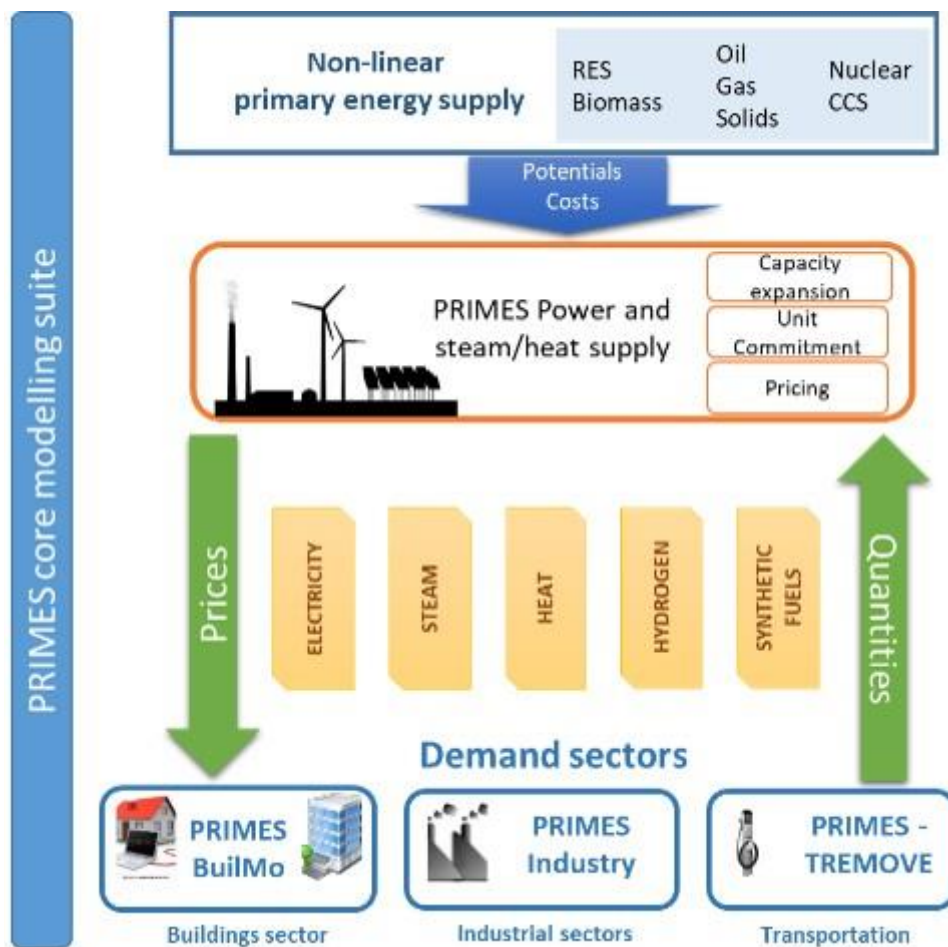 PRIMES core modelling suite
Non-linear
primary energy supply
RES
Biomass
Oil
Gas
Solids
Nuclear
CCS
Potentials
Costs
PRIMES Power and
steam/heat supply
Capacity
expansion
Unit
Commitment
Pricing
Prices
ELECTRICITY
STEAM
HEAT
HYDROGEN
SYNTHETIC
FUELS
Quantities
Demand sectors
PRIMES
BuilMo
PRIMES
Industry
PRIMES -
TREMOVE
Buildings sector
Industrial sectors
Transportation